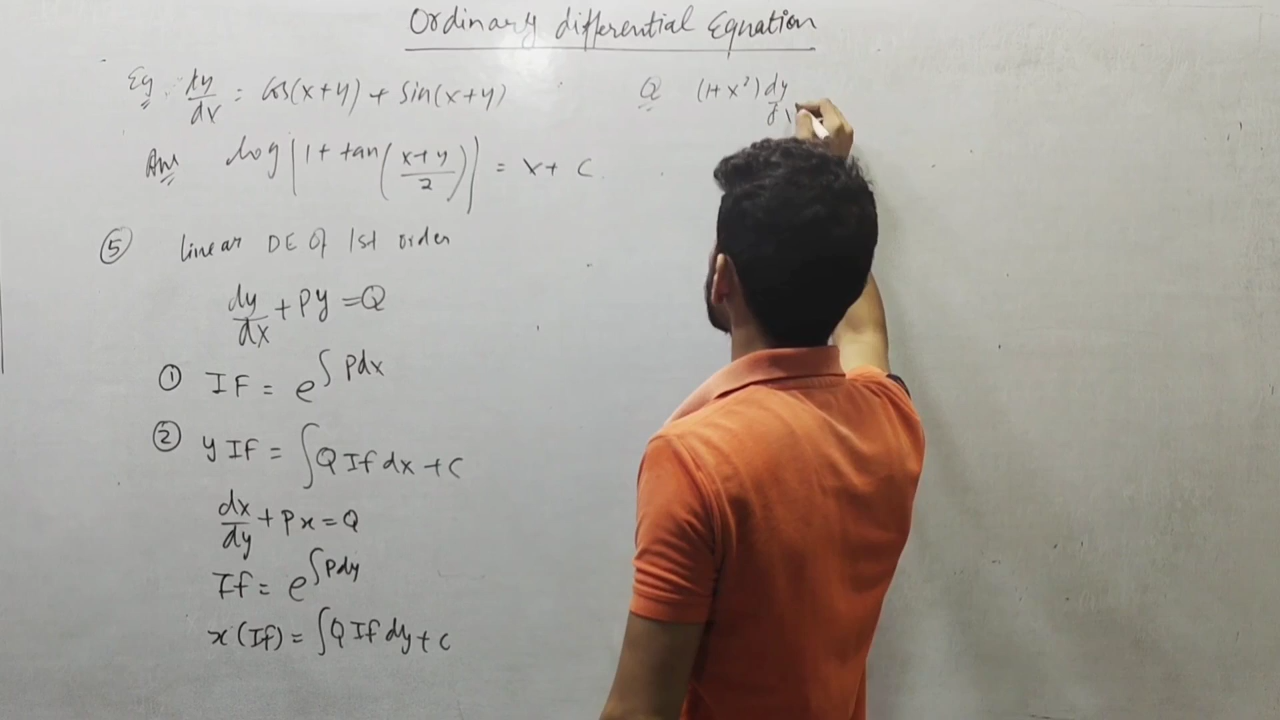 Ordinary differential Equation
Eg. dy/dx = cos(x+y) + sin(x+y)
Ans log|1 + tan((x+y)/2)| = x + c
⑤ linear DE of 1st order
dy/dx + py = Q
① IF = e^∫pdx
② y IF = ∫Q If dx + c
dx/dy + px = Q
If = e^∫pdy
x (If) = ∫Q If dy + c
Q (1+x²) dy